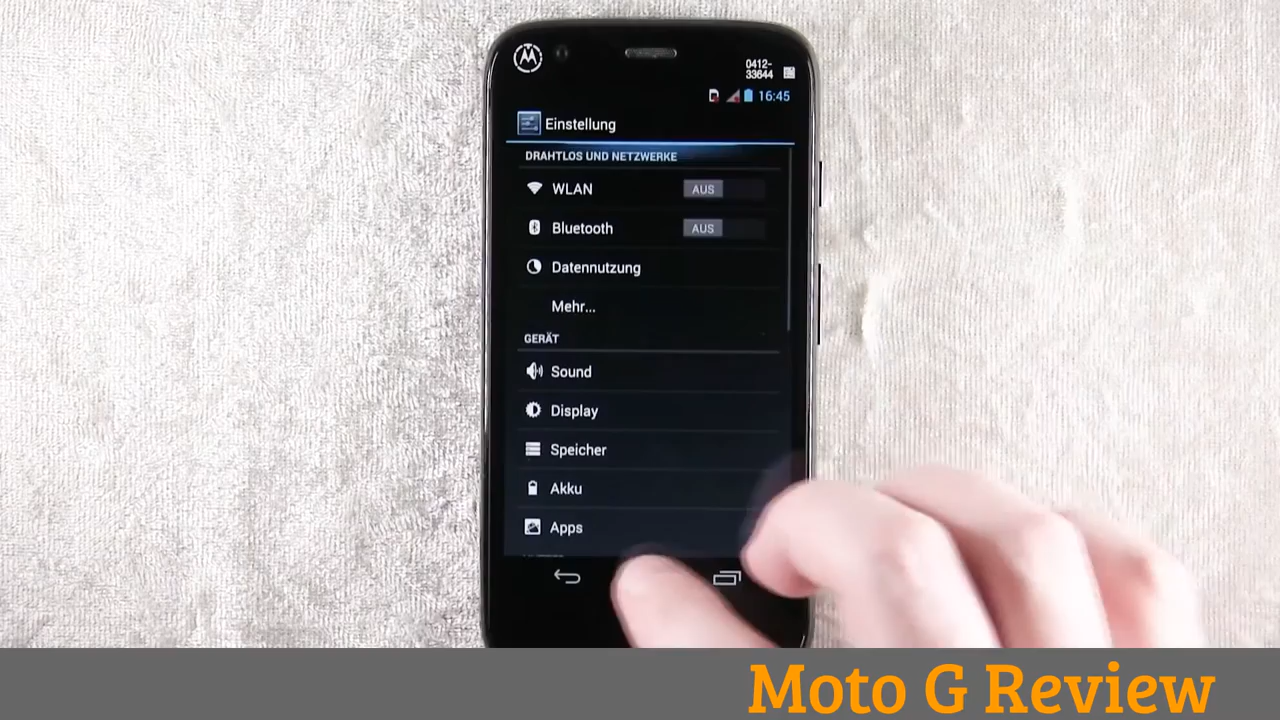 0412-
33644
16:45
Einstellung
DRAHTLOS UND NETZWERKE
WLAN AUS
Bluetooth AUS
Datennutzung
Mehr...
GERÄT
Sound
Display
Speicher
Akku
Apps
Moto G Review